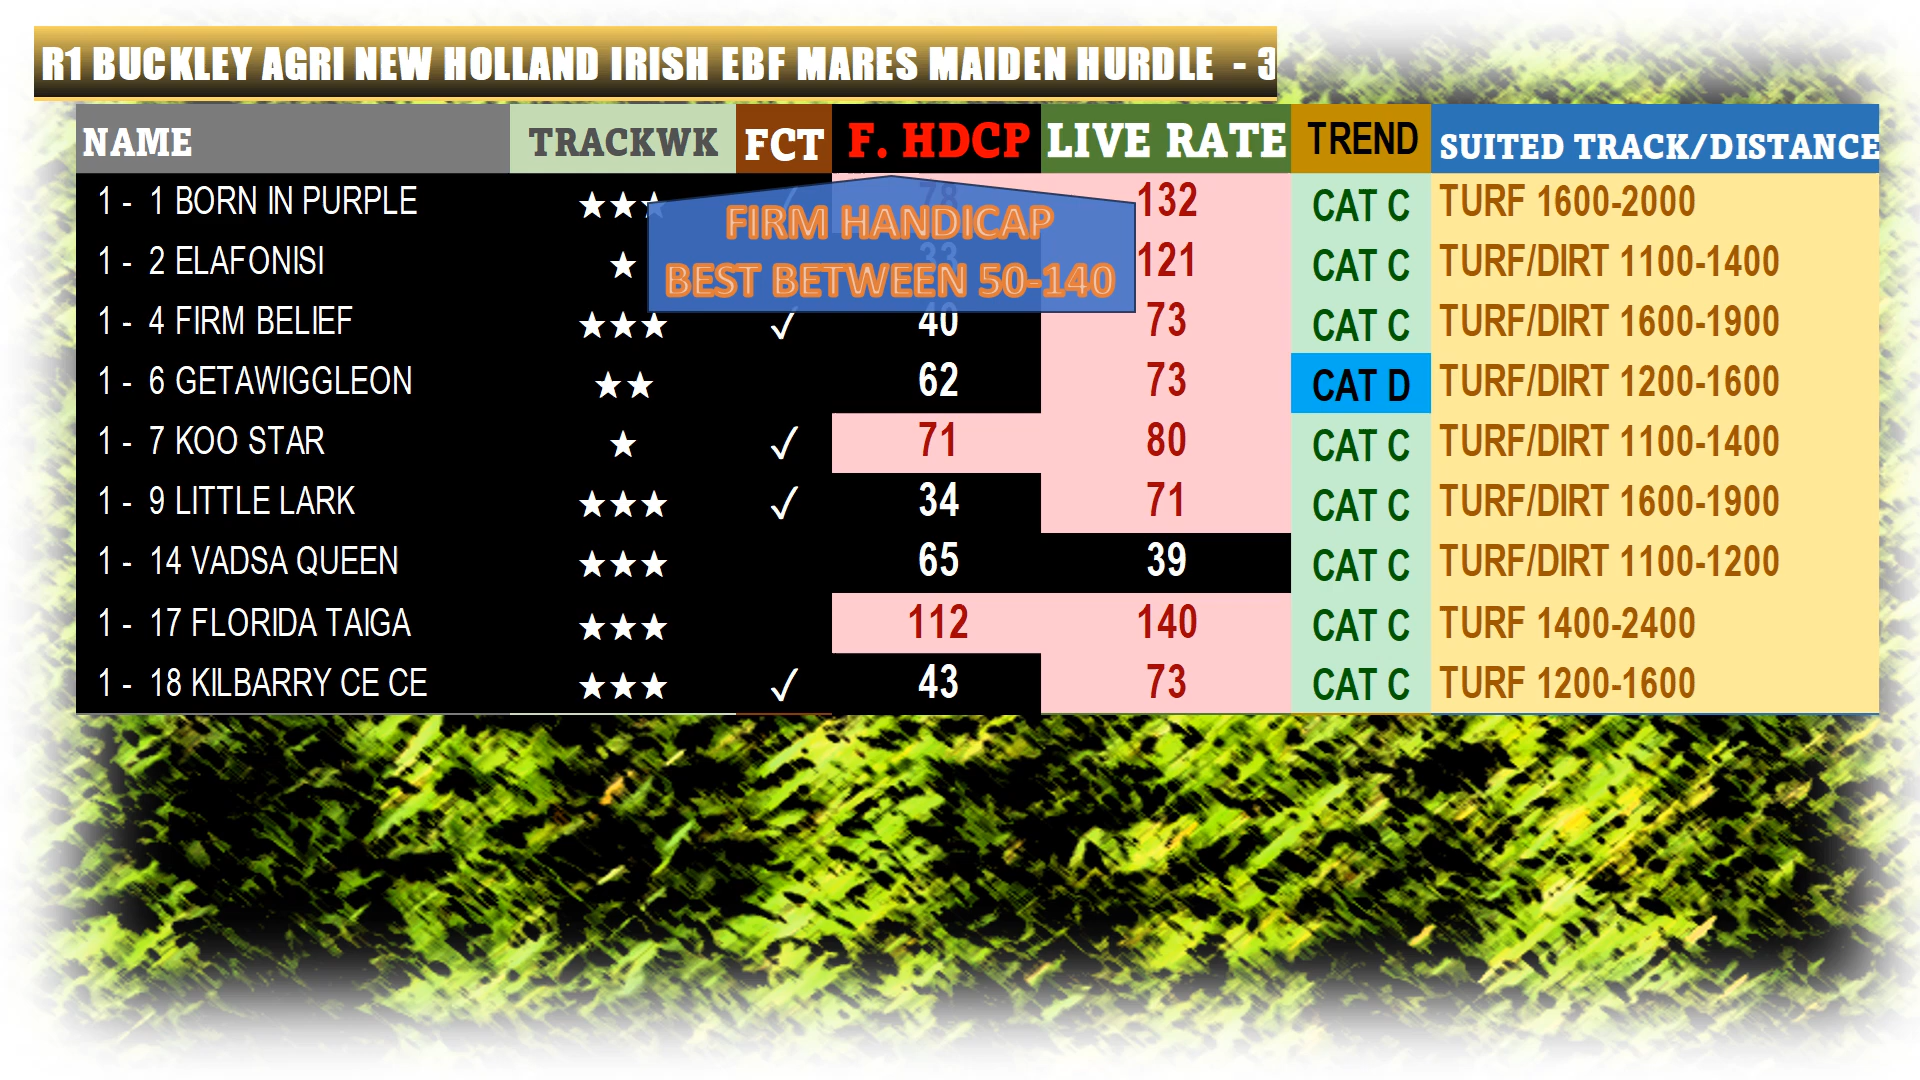 R1 BUCKLEY AGRI NEW HOLLAND IRISH EBF MARES MAIDEN HURDLE - 3
NAME TRACKWK FCT F. HDCP LIVE RATE TREND SUITED TRACK/DISTANCE
1 - 1 BORN IN PURPLE ★★★ 78 132 CAT C TURF 1600-2000
FIRM HANDICAP
1 - 2 ELAFONISI ★ 33 121 CAT C TURF/DIRT 1100-1400
BEST BETWEEN 50-140
1 - 4 FIRM BELIEF ★★★ ✓ 40 73 CAT C TURF/DIRT 1600-1900
1 - 6 GETAWIGGLEON ★★ 62 73 CAT D TURF/DIRT 1200-1600
1 - 7 KOO STAR ★ ✓ 71 80 CAT C TURF/DIRT 1100-1400
1 - 9 LITTLE LARK ★★★ ✓ 34 71 CAT C TURF/DIRT 1600-1900
1 - 14 VADSA QUEEN ★★★ 65 39 CAT C TURF/DIRT 1100-1200
1 - 17 FLORIDA TAIGA ★★★ 112 140 CAT C TURF 1400-2400
1 - 18 KILBARRY CE CE ★★★ ✓ 43 73 CAT C TURF 1200-1600